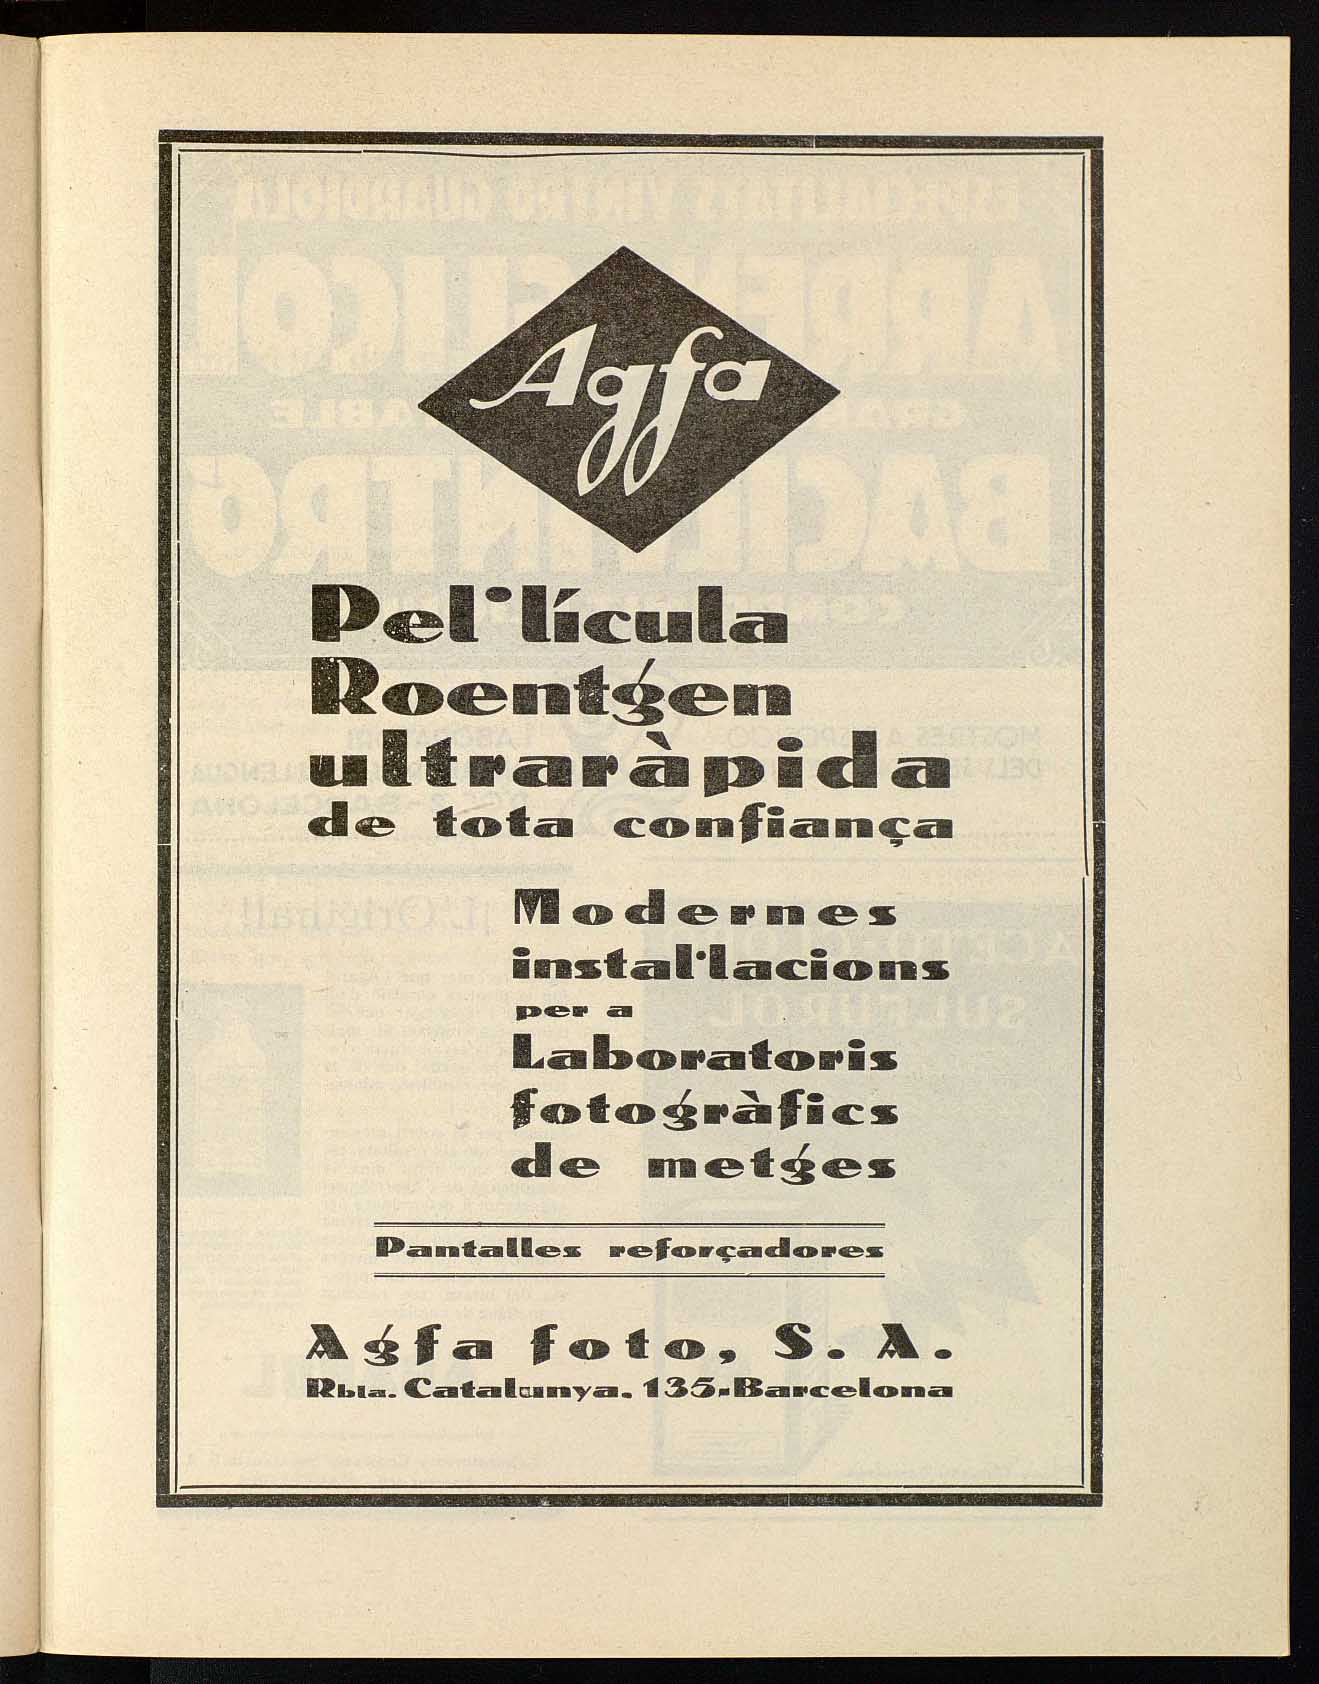 Agfa
Pel·lícula
Roentgen
ultraràpida
de tota confiança
Modernes
instal·lacions
per a
Laboratoris
fotogràfics
de metges
Pantalles reforçadores
Agfa foto, S. A.
Rbla. Catalunya, 135-Barcelona